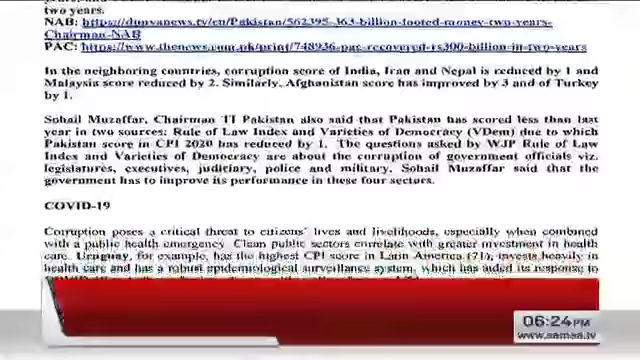 two years.
NAB: https://dunyanews.tv/en/Pakistan/562395-363-billion-looted-money-two-years-
Chairman-NAB
PAC: https://www.thenews.com.pk/print/748936-pac-recovered-rs300-billion-in-two-years
In the neighboring countries, corruption score of India, Iran and Nepal is reduced by 1 and
Malaysia score reduced by 2. Similarly, Afghanistan score has improved by 3 and of Turkey
by 1.
Sohail Muzaffar, Chairman TI Pakistan also said that Pakistan has scored less than last
year in two sources; Rule of Law Index and Varieties of Democracy (VDem) due to which
Pakistan score in CPI 2020 has reduced by 1. The questions asked by WJP Rule of Law
Index and Varieties of Democracy are about the corruption of government officials viz.
legislatures, executives, judiciary, police and military. Sohail Muzaffar said that the
government has to improve its performance in these four sectors.
COVID-19
Corruption poses a critical threat to citizens' lives and livelihoods, especially when combined
with a public health emergency. Clean public sectors correlate with greater investment in health
care. Uruguay, for example, has the highest CPI score in Latin America (71), invests heavily in
health care and has a robust epidemiological surveillance system, which has aided its response to
06:24PM
www.samaa.tv